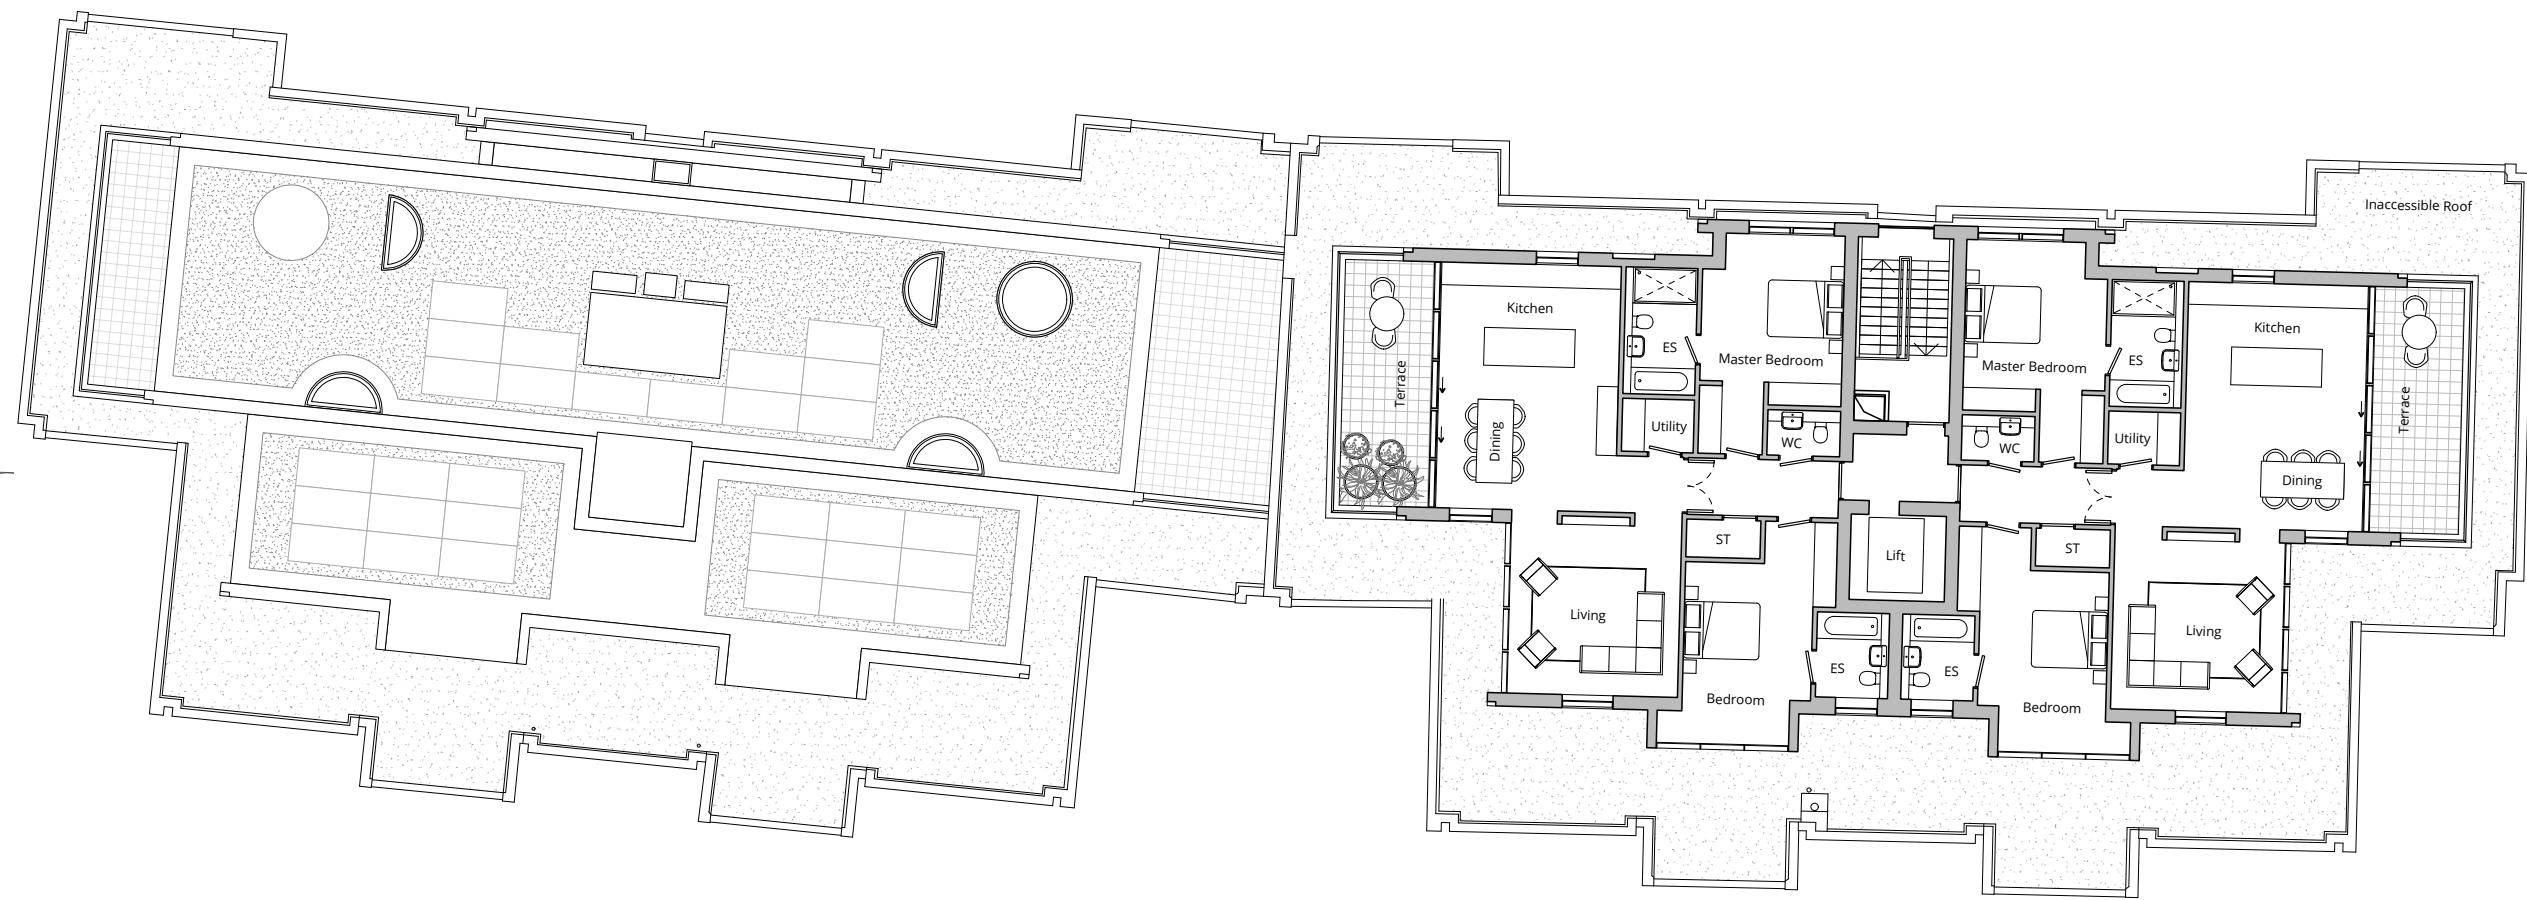 Inaccessible Roof
Kitchen
ES
Master Bedroom
Terrace
Dining
Utility
WC
ST
Living
Bedroom
ES
Lift
Master Bedroom
ES
Kitchen
Terrace
WC
Utility
Dining
ST
Living
ES
Bedroom